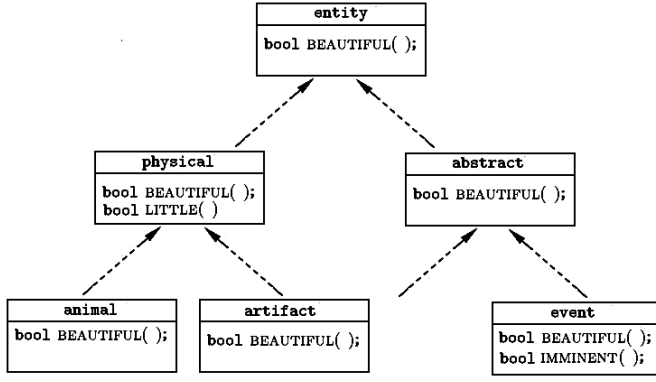 entity
bool BEAUTIFUL( );
physical
bool BEAUTIFUL( );
bool LITTLE( )
abstract
bool BEAUTIFUL( );
animal
bool BEAUTIFUL( );
artifact
bool BEAUTIFUL( );
event
bool BEAUTIFUL( );
bool IMMINENT( );